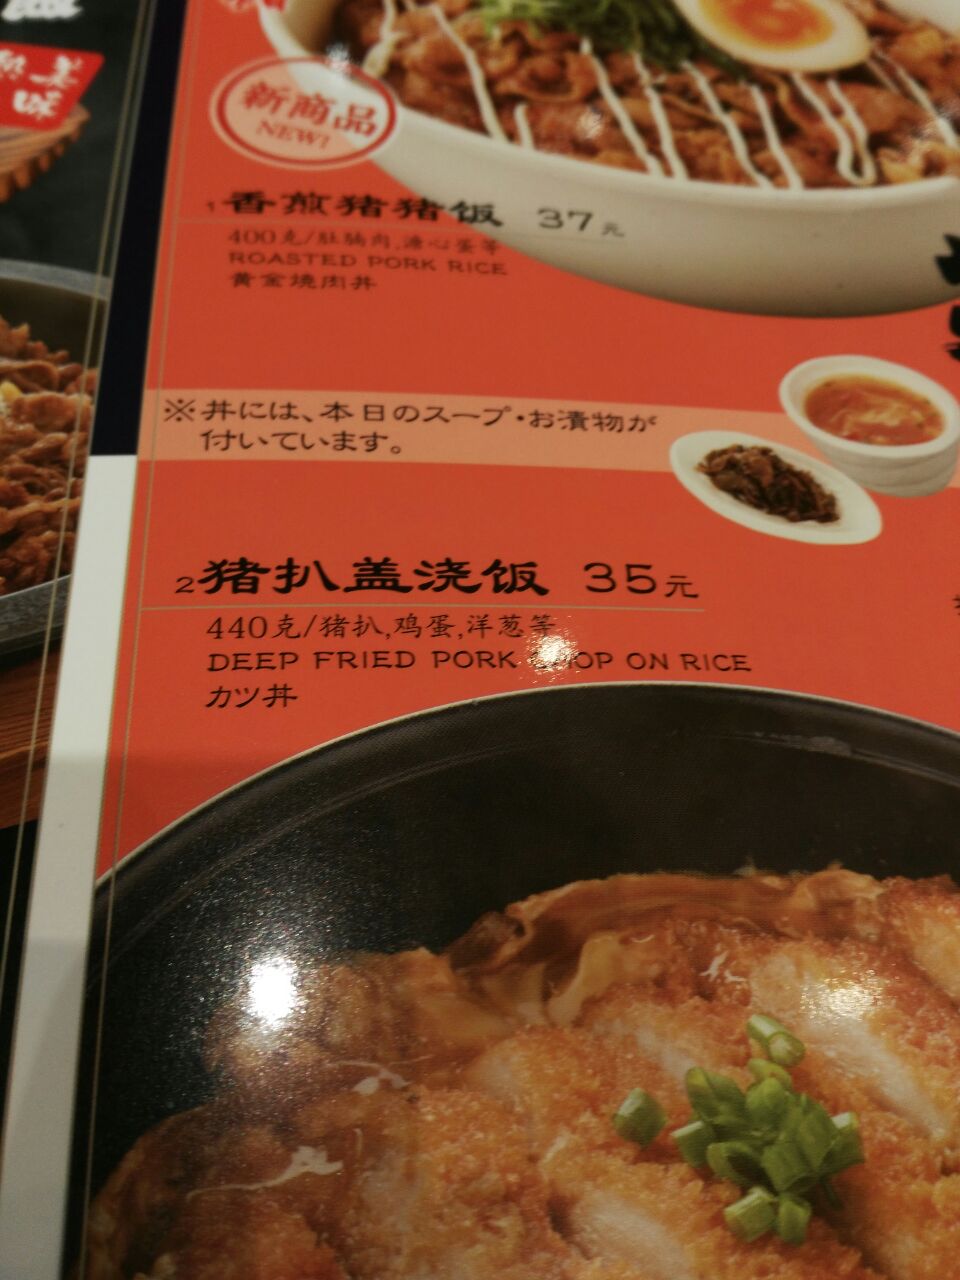 美味
新商品
NEW!
1 香煎猪猪饭 37元
400克/肚腩肉,溏心蛋等
ROASTED PORK RICE
黄金焼肉丼
※丼には、本日のスープ・お漬物が
付いています。
2 猪扒盖浇饭 35元
440克/猪扒,鸡蛋,洋葱等
DEEP FRIED PORK CHOP ON RICE
カツ丼